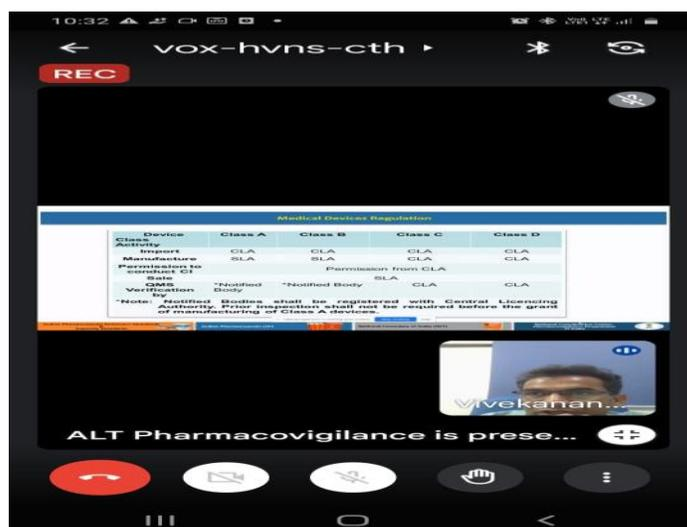 10:32
vox-hvns-cth
REC
Medical Devices Regulation
Device Class Activity Class A Class B Class C Class D
Import CLA CLA CLA CLA
Manufacture SLA SLA CLA CLA
Permission to conduct CI Permission from CLA
Sale SLA
QMS Verification by *Notified Body *Notified Body CLA CLA
*Note: Notified Bodies shall be registered with Central Licencing
Authority. Prior inspection shall not be required before the grant
of manufacturing of Class A devices.
Vivekanan...
ALT Pharmacovigilance is prese...